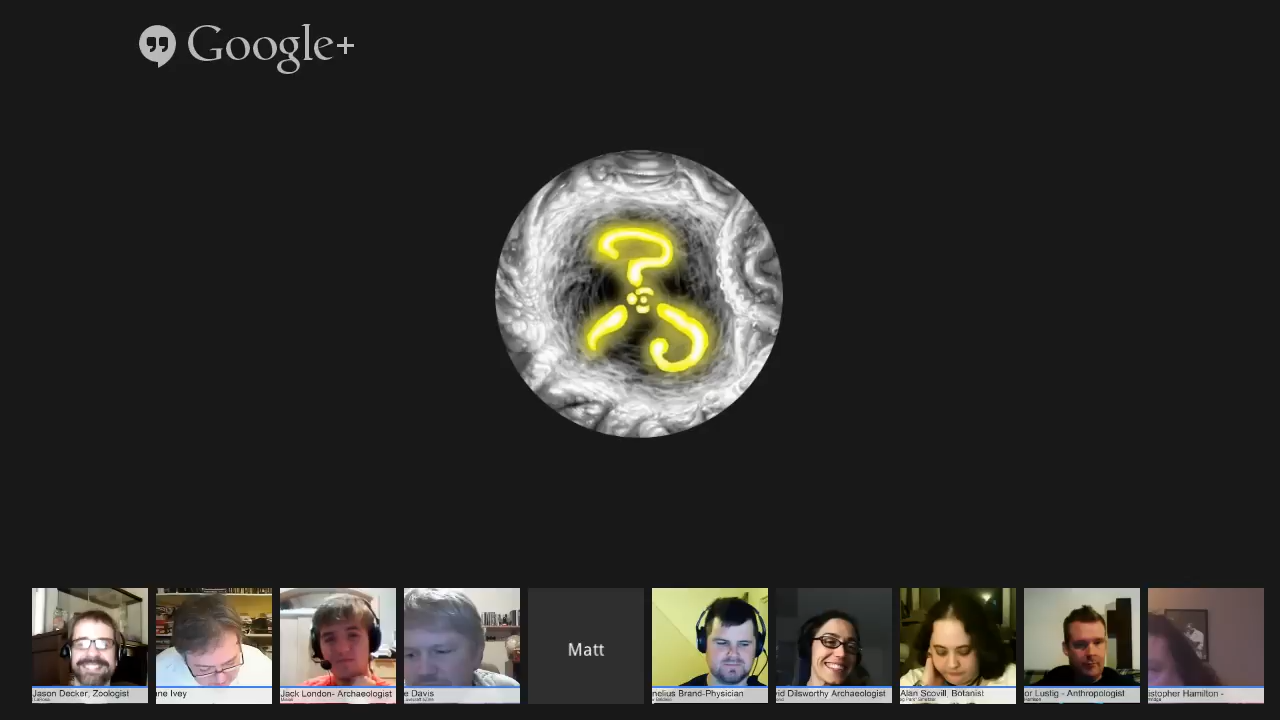 Google+
Jason Decker, Zoologist
ne Ivey
Jack London- Archaeologist
e Davis
Matt
nelius Brand-Physician
id Dilsworthy Archaeologist
Alan Scovill, Botanist
or Lustig - Anthropologist
istopher Hamilton -